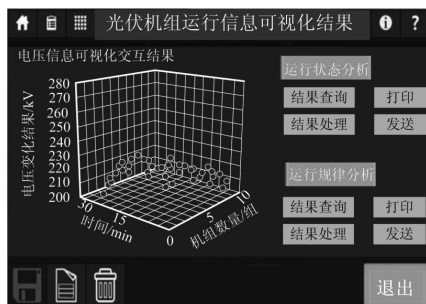 光伏机组运行信息可视化结果
?
电压信息可视化交互结果
运行状态分析
结果查询
打印
结果处理
发送
运行规律分析
结果查询
打印
结果处理
发送
电压变化结果/kV
280
270
260
250
240
230
220
210
200
30
15
0
时间/min
5
10
机组数量/组
退出